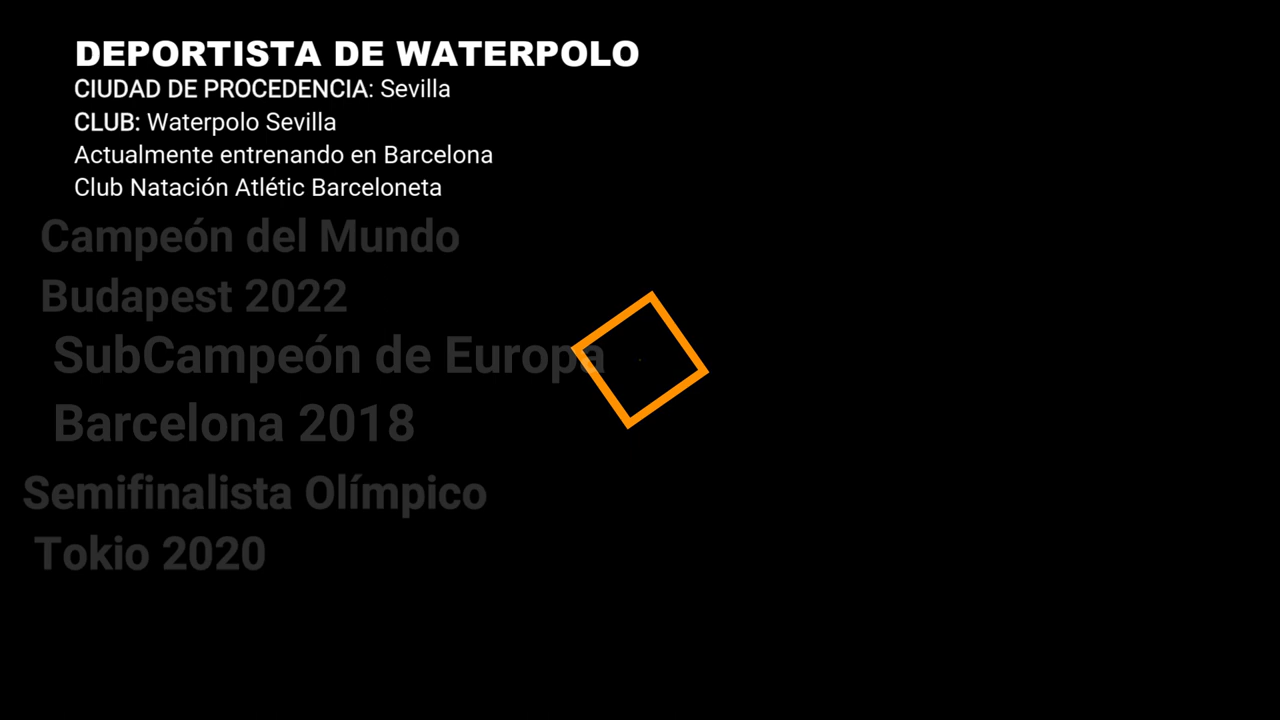 DEPORTISTA DE WATERPOLO
CIUDAD DE PROCEDENCIA: Sevilla
CLUB: Waterpolo Sevilla
Actualmente entrenando en Barcelona
Club Natación Atlétic Barceloneta
Campeón del Mundo
Budapest 2022
SubCampeón de Europa
Barcelona 2018
Semifinalista Olímpico
Tokio 2020